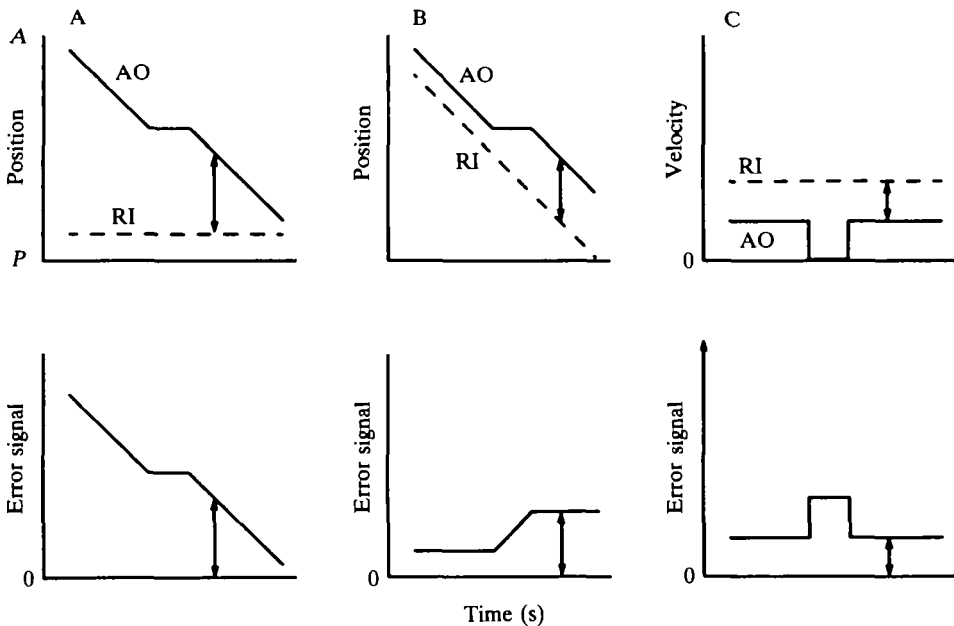 A
B
C
A
Position
P
AO
RI
Position
AO
RI
Velocity
0
RI
AO
Error signal
0
Error signal
0
Error signal
0
Time (s)